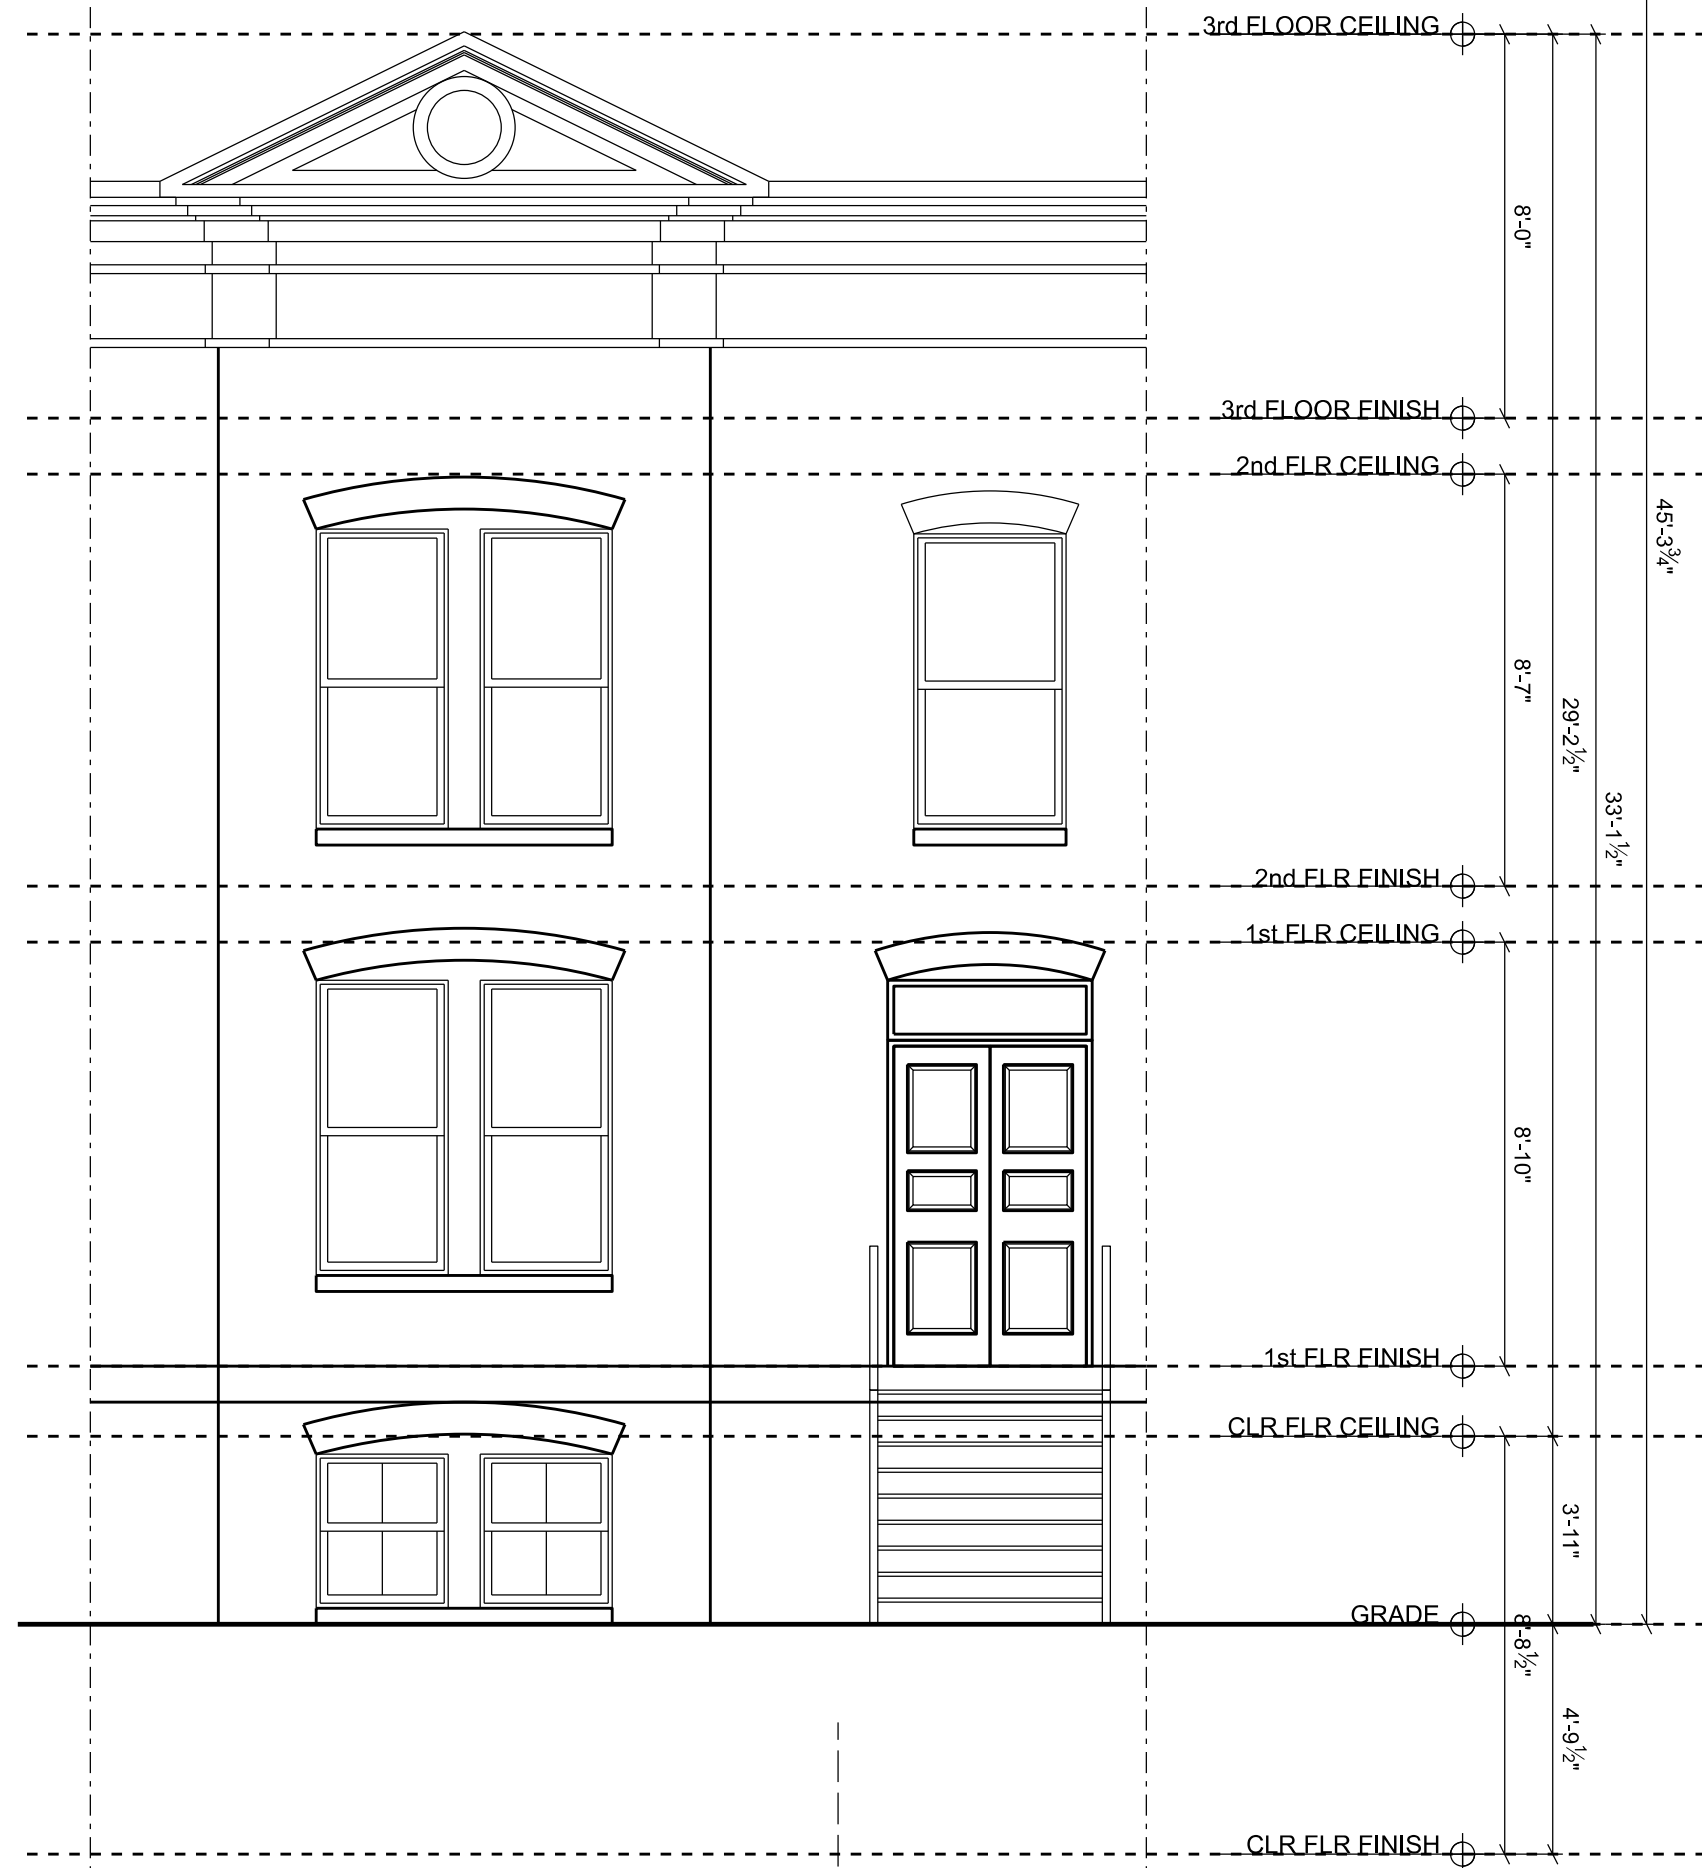 3rd FLOOR CEILING
8'-0"
3rd FLOOR FINISH
2nd FLR CEILING
45'-3¾"
8'-7"
29'-2½"
33'-1½"
2nd FLR FINISH
1st FLR CEILING
8'-10"
1st FLR FINISH
CLR FLR CEILING
3'-11"
GRADE
8'-8½"
4'-9½"
CLR FLR FINISH